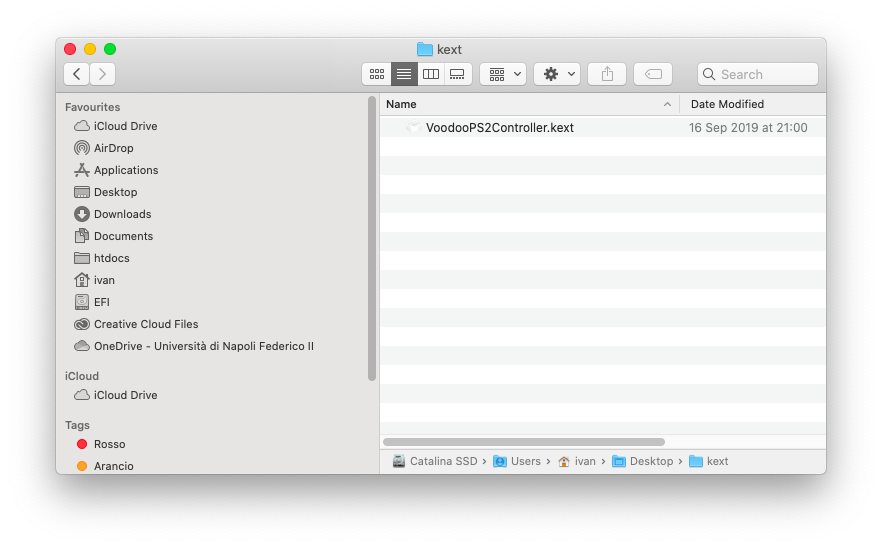 kext
Search
Favourites
iCloud Drive
AirDrop
Applications
Desktop
Downloads
Documents
htdocs
ivan
EFI
Creative Cloud Files
OneDrive - Università di Napoli Federico II
iCloud
iCloud Drive
Tags
Rosso
Arancio
Name Date Modified
VoodooPS2Controller.kext 16 Sep 2019 at 21:00
Catalina SSD › Users › ivan › Desktop › kext